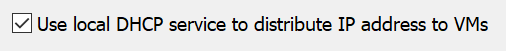 Use local DHCP service to distribute IP address to VMs